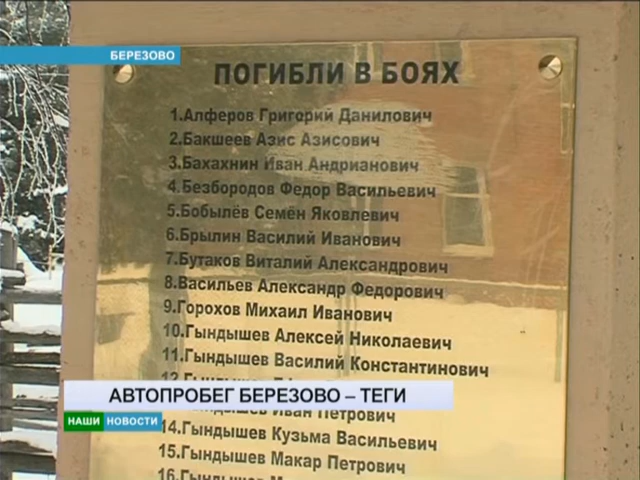 БЕРЕЗОВО
ПОГИБЛИ В БОЯХ
1.Алферов Григорий Данилович
2.Бакшеев Азис Азисович
3.Бахахнин Иван Андрианович
4.Безбородов Федор Васильевич
5.Бобылёв Семён Яковлевич
6.Брылин Василий Иванович
7.Бутаков Виталий Александрович
8.Васильев Александр Федорович
9.Горохов Михаил Иванович
10.Гындышев Алексей Николаевич
11.Гындышев Василий Константинович
АВТОПРОБЕГ БЕРЕЗОВО – ТЕГИ
Иван Петрович
НАШИ НОВОСТИ
14.Гындышев Кузьма Васильевич
15.Гындышев Макар Петрович
16.Гындышев